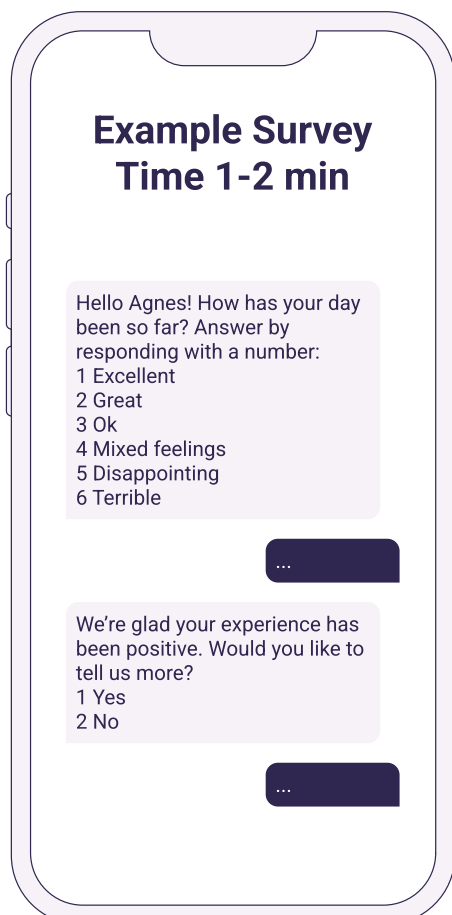 Example Survey
Time 1-2 min
Hello Agnes! How has your day
been so far? Answer by
responding with a number:
1 Excellent
2 Great
3 Ok
4 Mixed feelings
5 Disappointing
6 Terrible
...
We’re glad your experience has
been positive. Would you like to
tell us more?
1 Yes
2 No
...